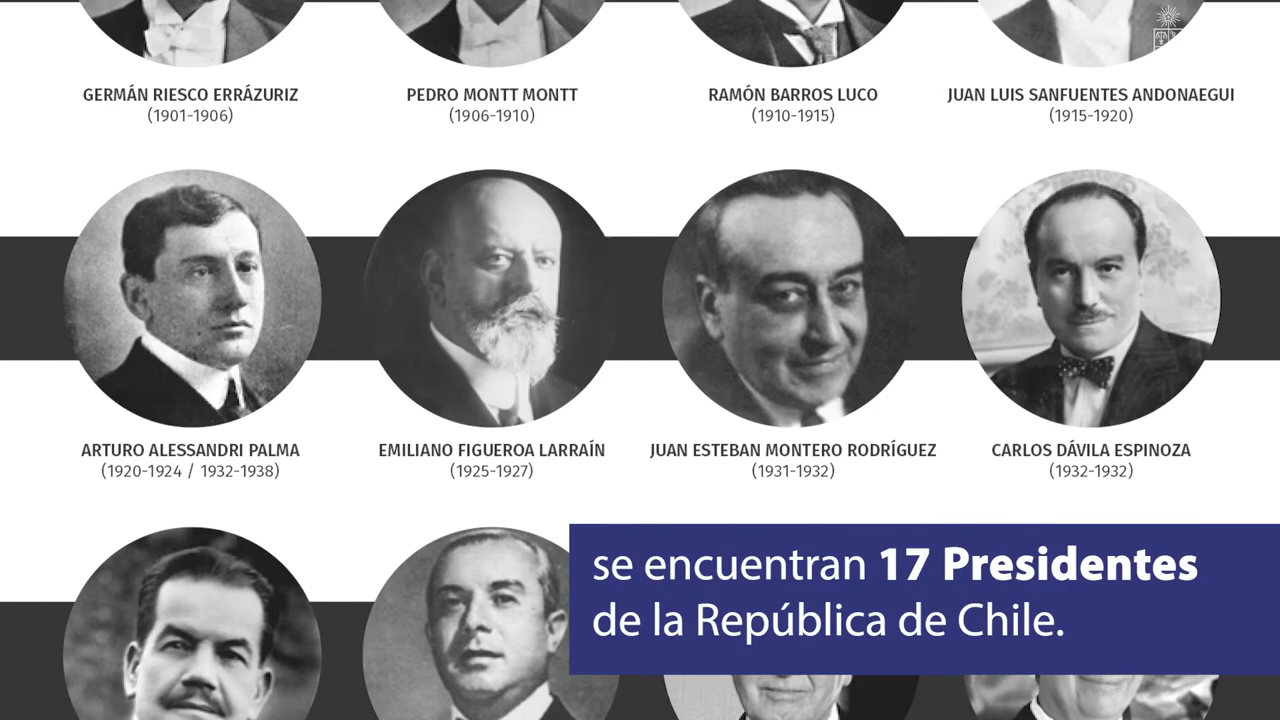 GERMÁN RIESCO ERRÁZURIZ
(1901-1906)
PEDRO MONTT MONTT
(1906-1910)
RAMÓN BARROS LUCO
(1910-1915)
JUAN LUIS SANFUENTES ANDONAEGUI
(1915-1920)
ARTURO ALESSANDRI PALMA
(1920-1924 / 1932-1938)
EMILIANO FIGUEROA LARRAÍN
(1925-1927)
JUAN ESTEBAN MONTERO RODRÍGUEZ
(1931-1932)
CARLOS DÁVILA ESPINOZA
(1932-1932)
se encuentran 17 Presidentes
de la República de Chile.